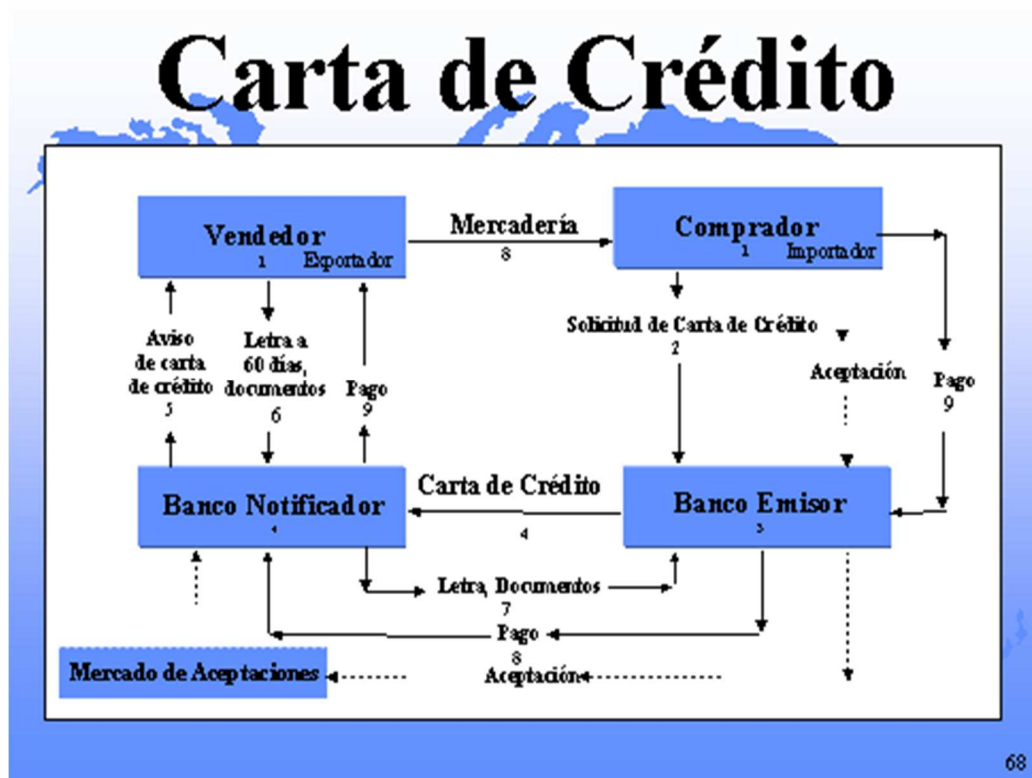 Carta de Crédito
Vendedor
1 Exportador
Mercadería
8
Comprador
1 Importador
Aviso
de carta
de crédito
5
Letra a
60 días,
documentos
6
Pago
9
Solicitud de Carta de Crédito
2
Aceptación
Pago
9
Banco Notificador
4
Carta de Crédito
4
Banco Emisor
3
Letra, Documentos
7
Pago
8
Mercado de Aceptaciones
Aceptación
68